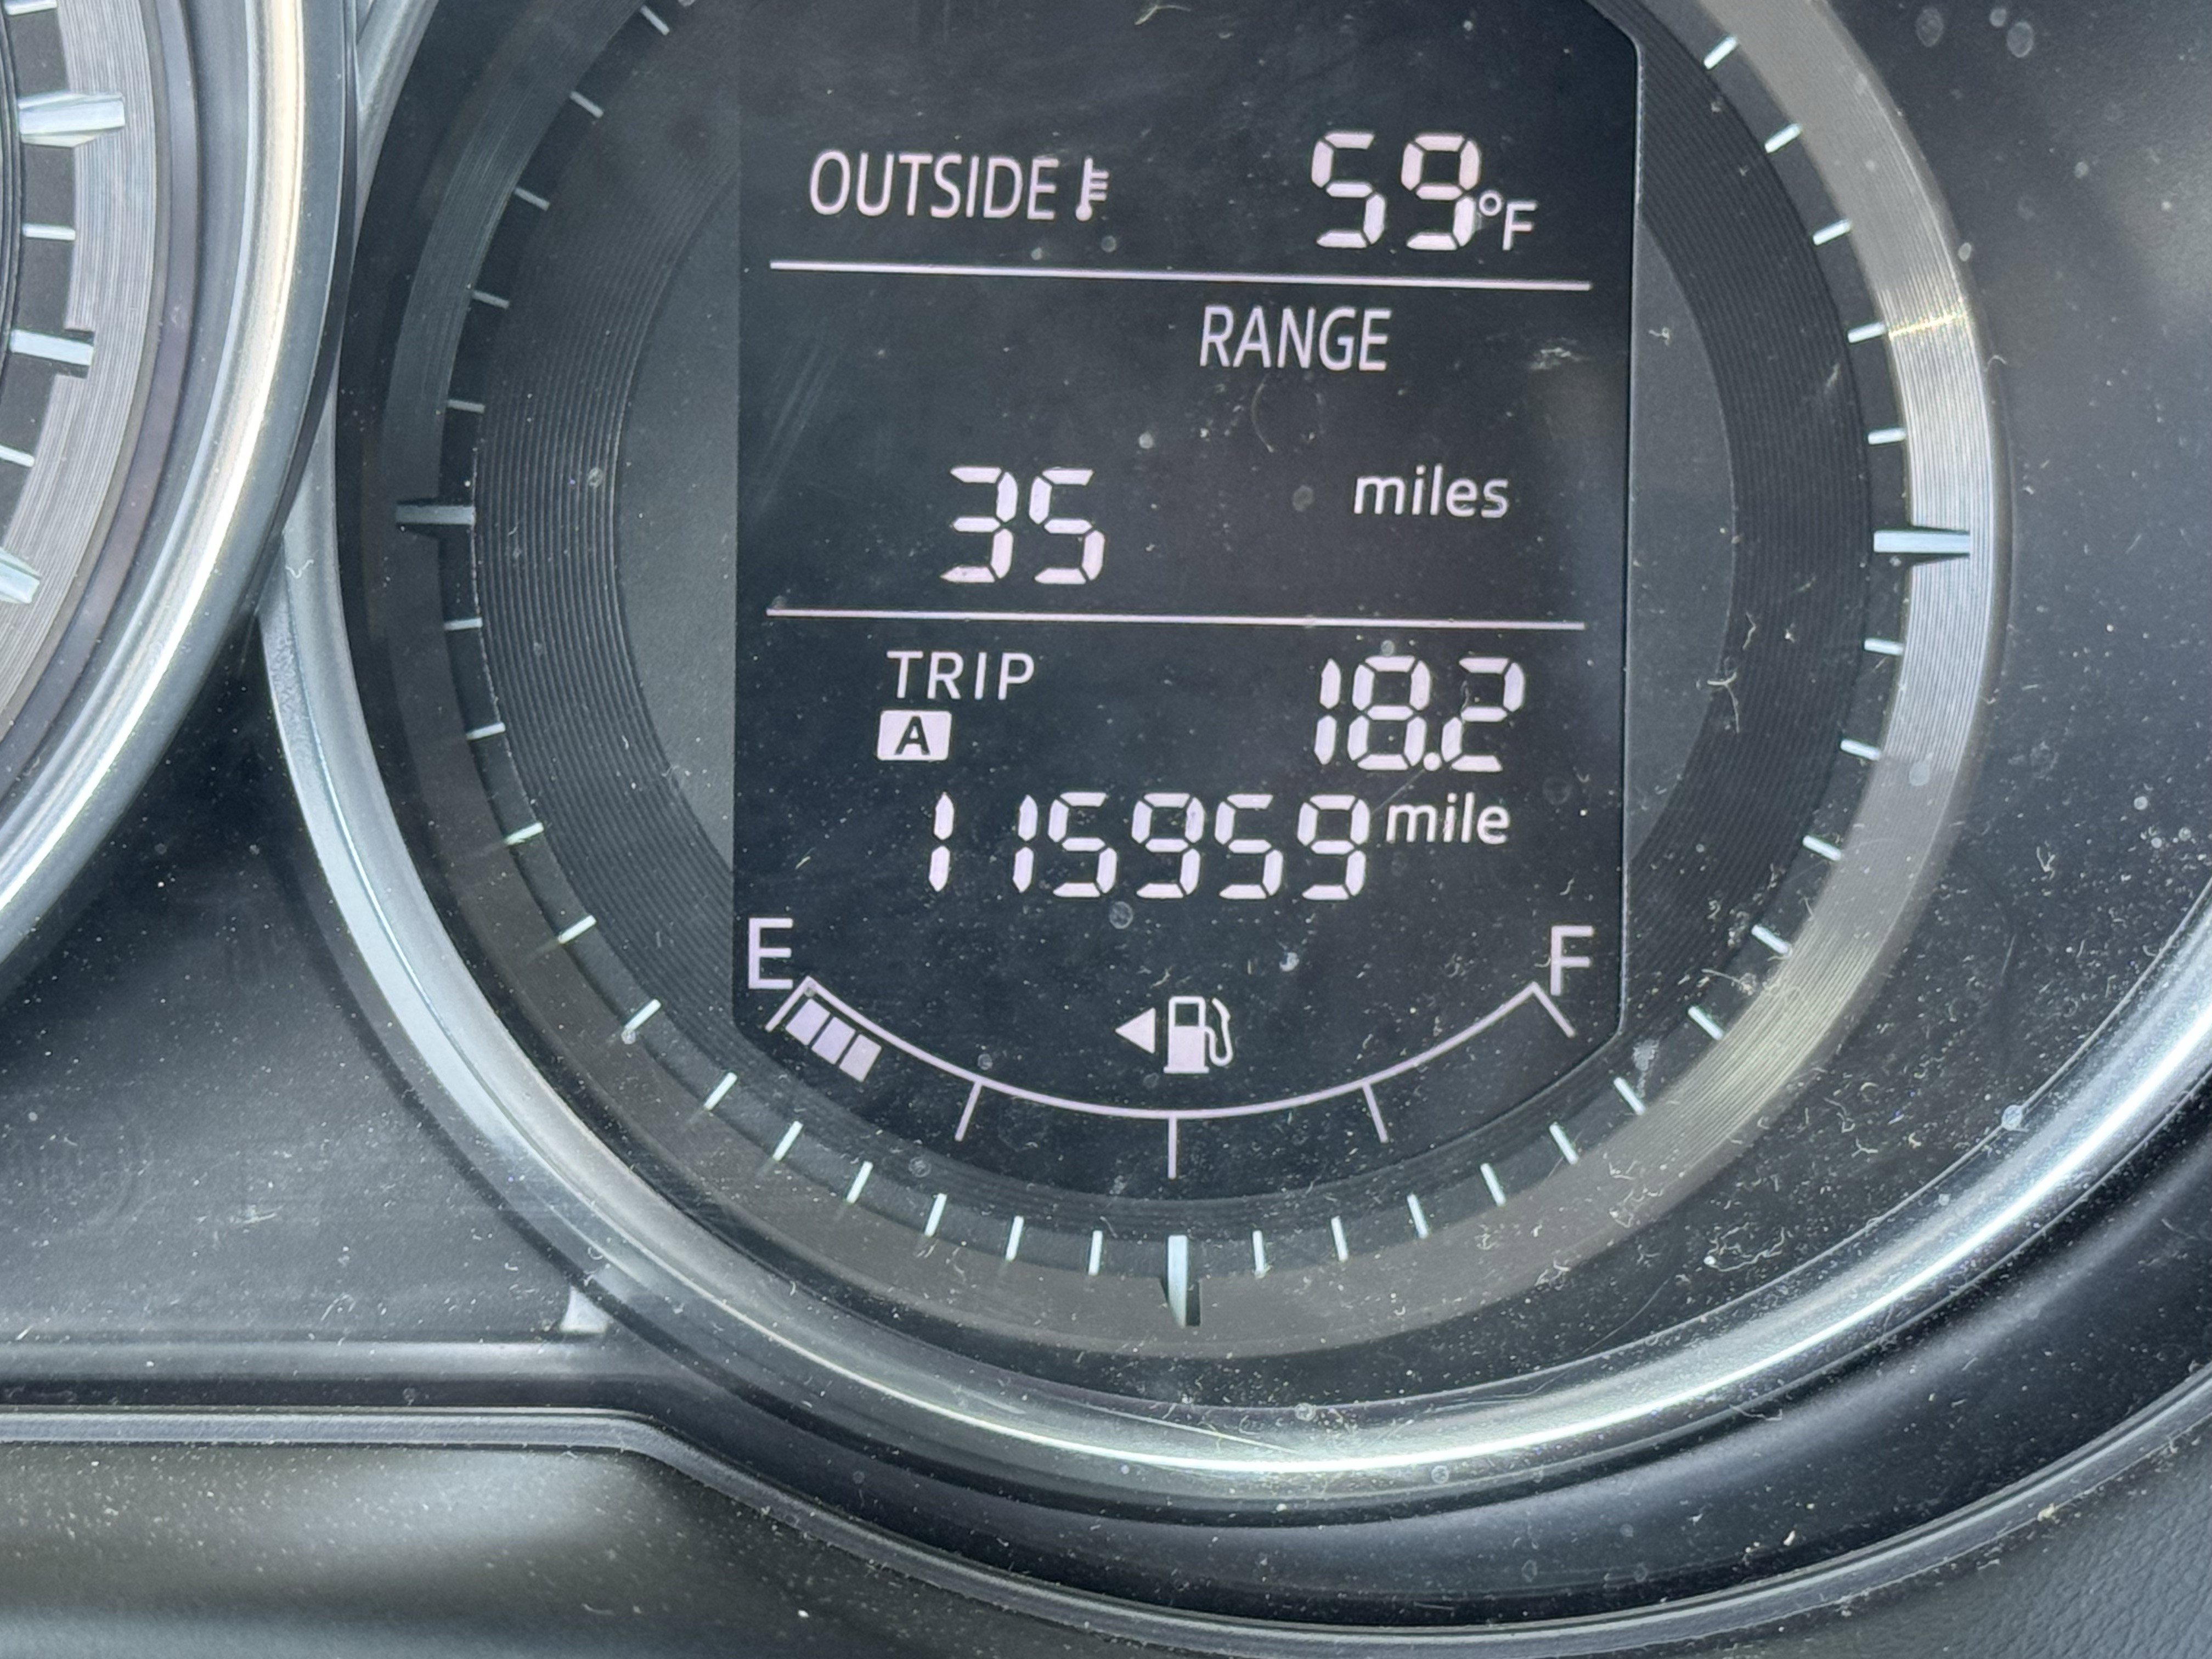 OUTSIDE 59°F
RANGE
35 miles
TRIP 18.2
A
115959 mile
E F